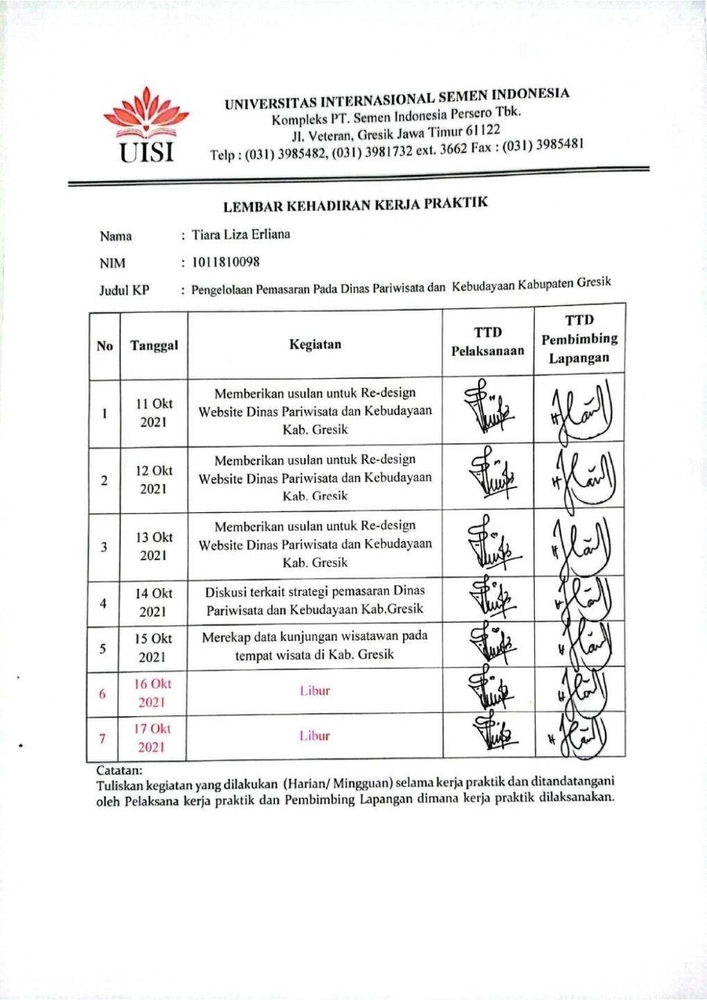 UISI
UNIVERSITAS INTERNASIONAL SEMEN INDONESIA
Kompleks PT. Semen Indonesia Persero Tbk.
Jl. Veteran, Gresik Jawa Timur 61122
Telp : (031) 3985482, (031) 3981732 ext. 3662 Fax : (031) 3985481
LEMBAR KEHADIRAN KERJA PRAKTIK
Nama : Tiara Liza Erliana
NIM : 1011810098
Judul KP : Pengelolaan Pemasaran Pada Dinas Pariwisata dan Kebudayaan Kabupaten Gresik
No Tanggal Kegiatan
TTD
Pelaksanaan
TTD
Pembimbing
Lapangan
1
11 Okt
2021
Memberikan usulan untuk Re-design
Website Dinas Pariwisata dan Kebudayaan
Kab. Gresik
2
12 Okt
2021
Memberikan usulan untuk Re-design
Website Dinas Pariwisata dan Kebudayaan
Kab. Gresik
3
13 Okt
2021
Memberikan usulan untuk Re-design
Website Dinas Pariwisata dan Kebudayaan
Kab. Gresik
4
14 Okt
2021
Diskusi terkait strategi pemasaran Dinas
Pariwisata dan Kebudayaan Kab.Gresik
5
15 Okt
2021
Merekap data kunjungan wisatawan pada
tempat wisata di Kab. Gresik
6
16 Okt
2021
Libur
7
17 Okt
2021
Libur
Catatan:
Tuliskan kegiatan yang dilakukan (Harian/ Mingguan) selama kerja praktik dan ditandatangani
oleh Pelaksana kerja praktik dan Pembimbing Lapangan dimana kerja praktik dilaksanakan.